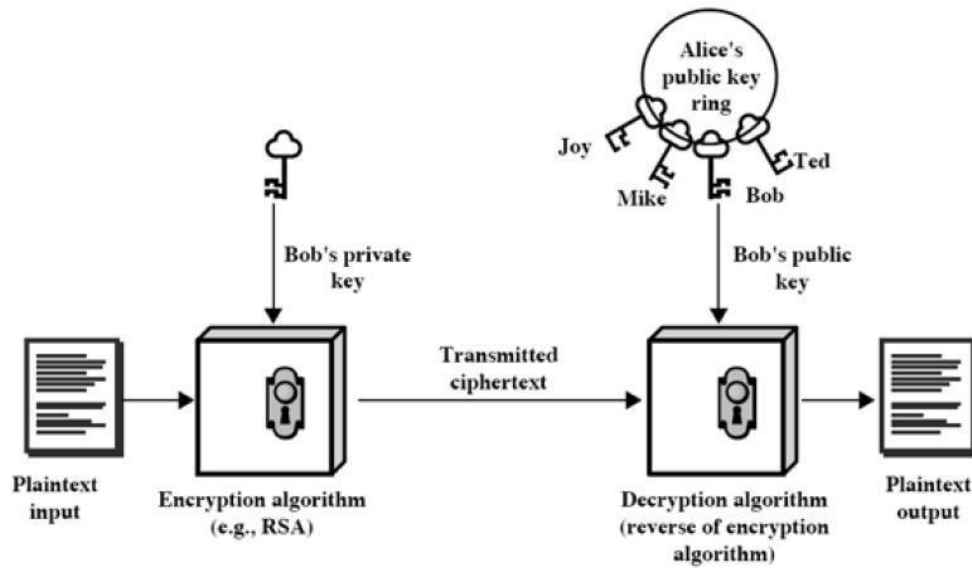 Alice's
public key
ring
Joy
Ted
Mike
Bob
Bob's private
key
Bob's public
key
Transmitted
ciphertext
Plaintext
input
Encryption algorithm
(e.g., RSA)
Decryption algorithm
(reverse of encryption
algorithm)
Plaintext
output